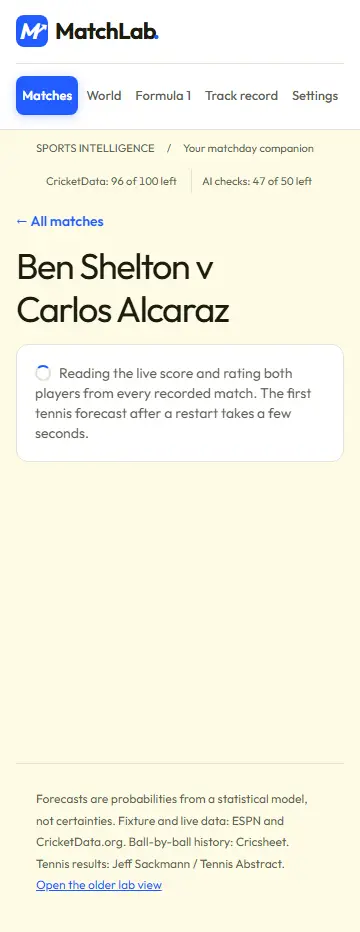 MatchLab.
Matches World Formula 1 Track record Settings
SPORTS INTELLIGENCE / Your matchday companion
CricketData: 96 of 100 left AI checks: 47 of 50 left
← All matches
Ben Shelton v
Carlos Alcaraz
Reading the live score and rating both
players from every recorded match. The first
tennis forecast after a restart takes a few
seconds.
Forecasts are probabilities from a statistical model,
not certainties. Fixture and live data: ESPN and
CricketData.org. Ball-by-ball history: Cricsheet.
Tennis results: Jeff Sackmann / Tennis Abstract.
Open the older lab view